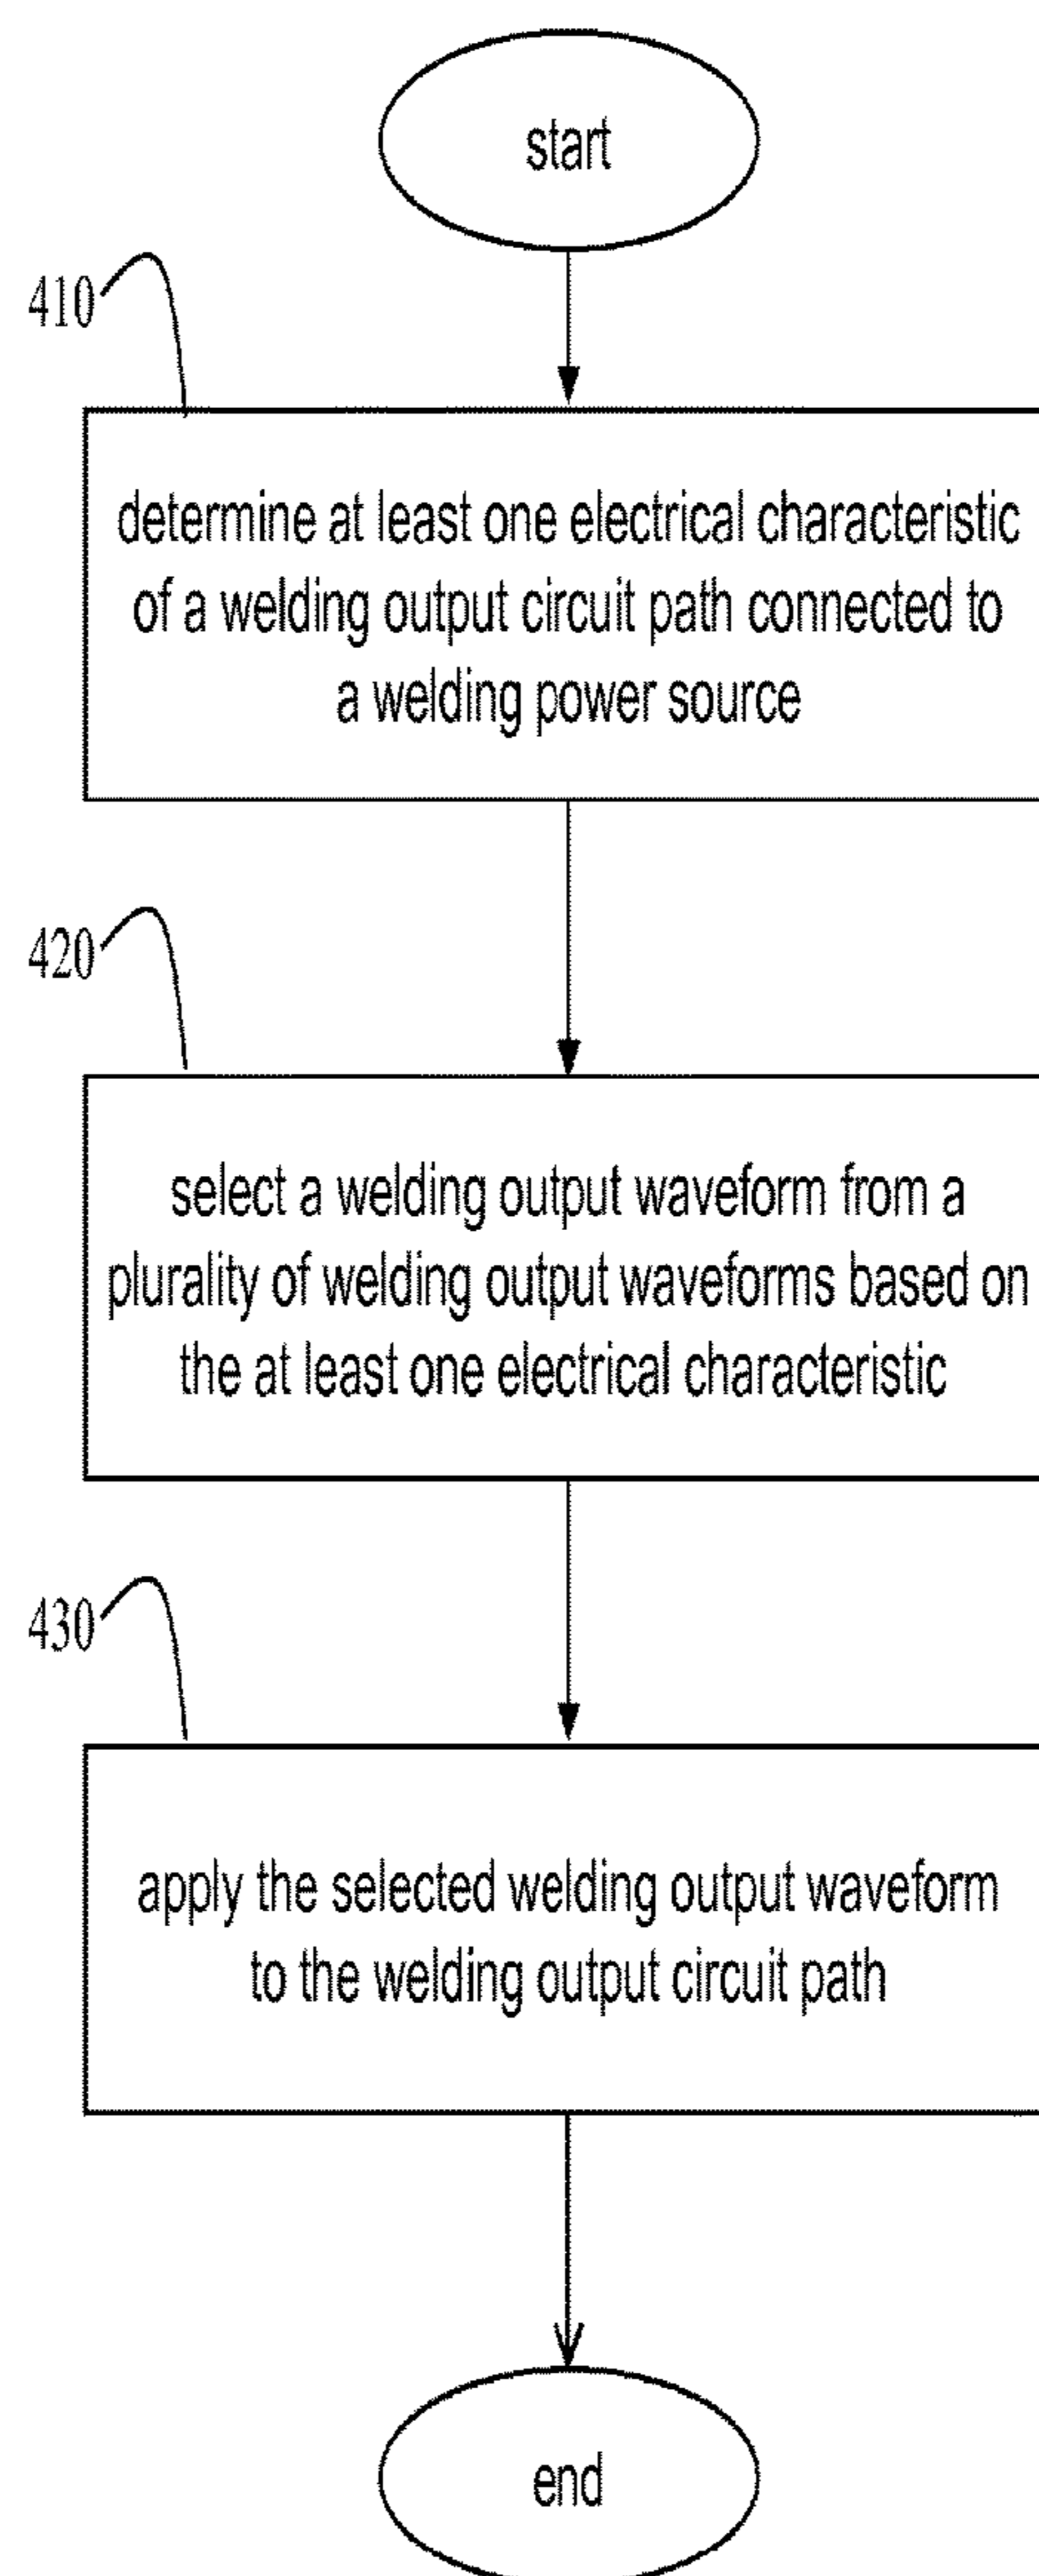 start
410
determine at least one electrical characteristic
of a welding output circuit path connected to
a welding power source
420
select a welding output waveform from a
plurality of welding output waveforms based on
the at least one electrical characteristic
430
apply the selected welding output waveform
to the welding output circuit path
end